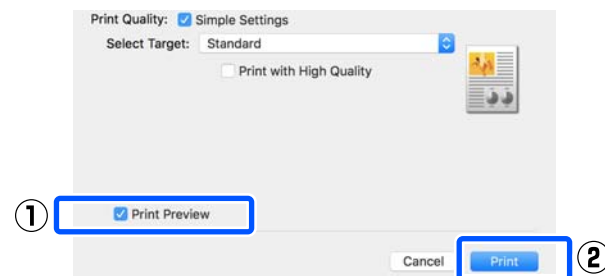 Print Quality: Simple Settings
Select Target: Standard
Print with High Quality
① Print Preview
Cancel Print ②